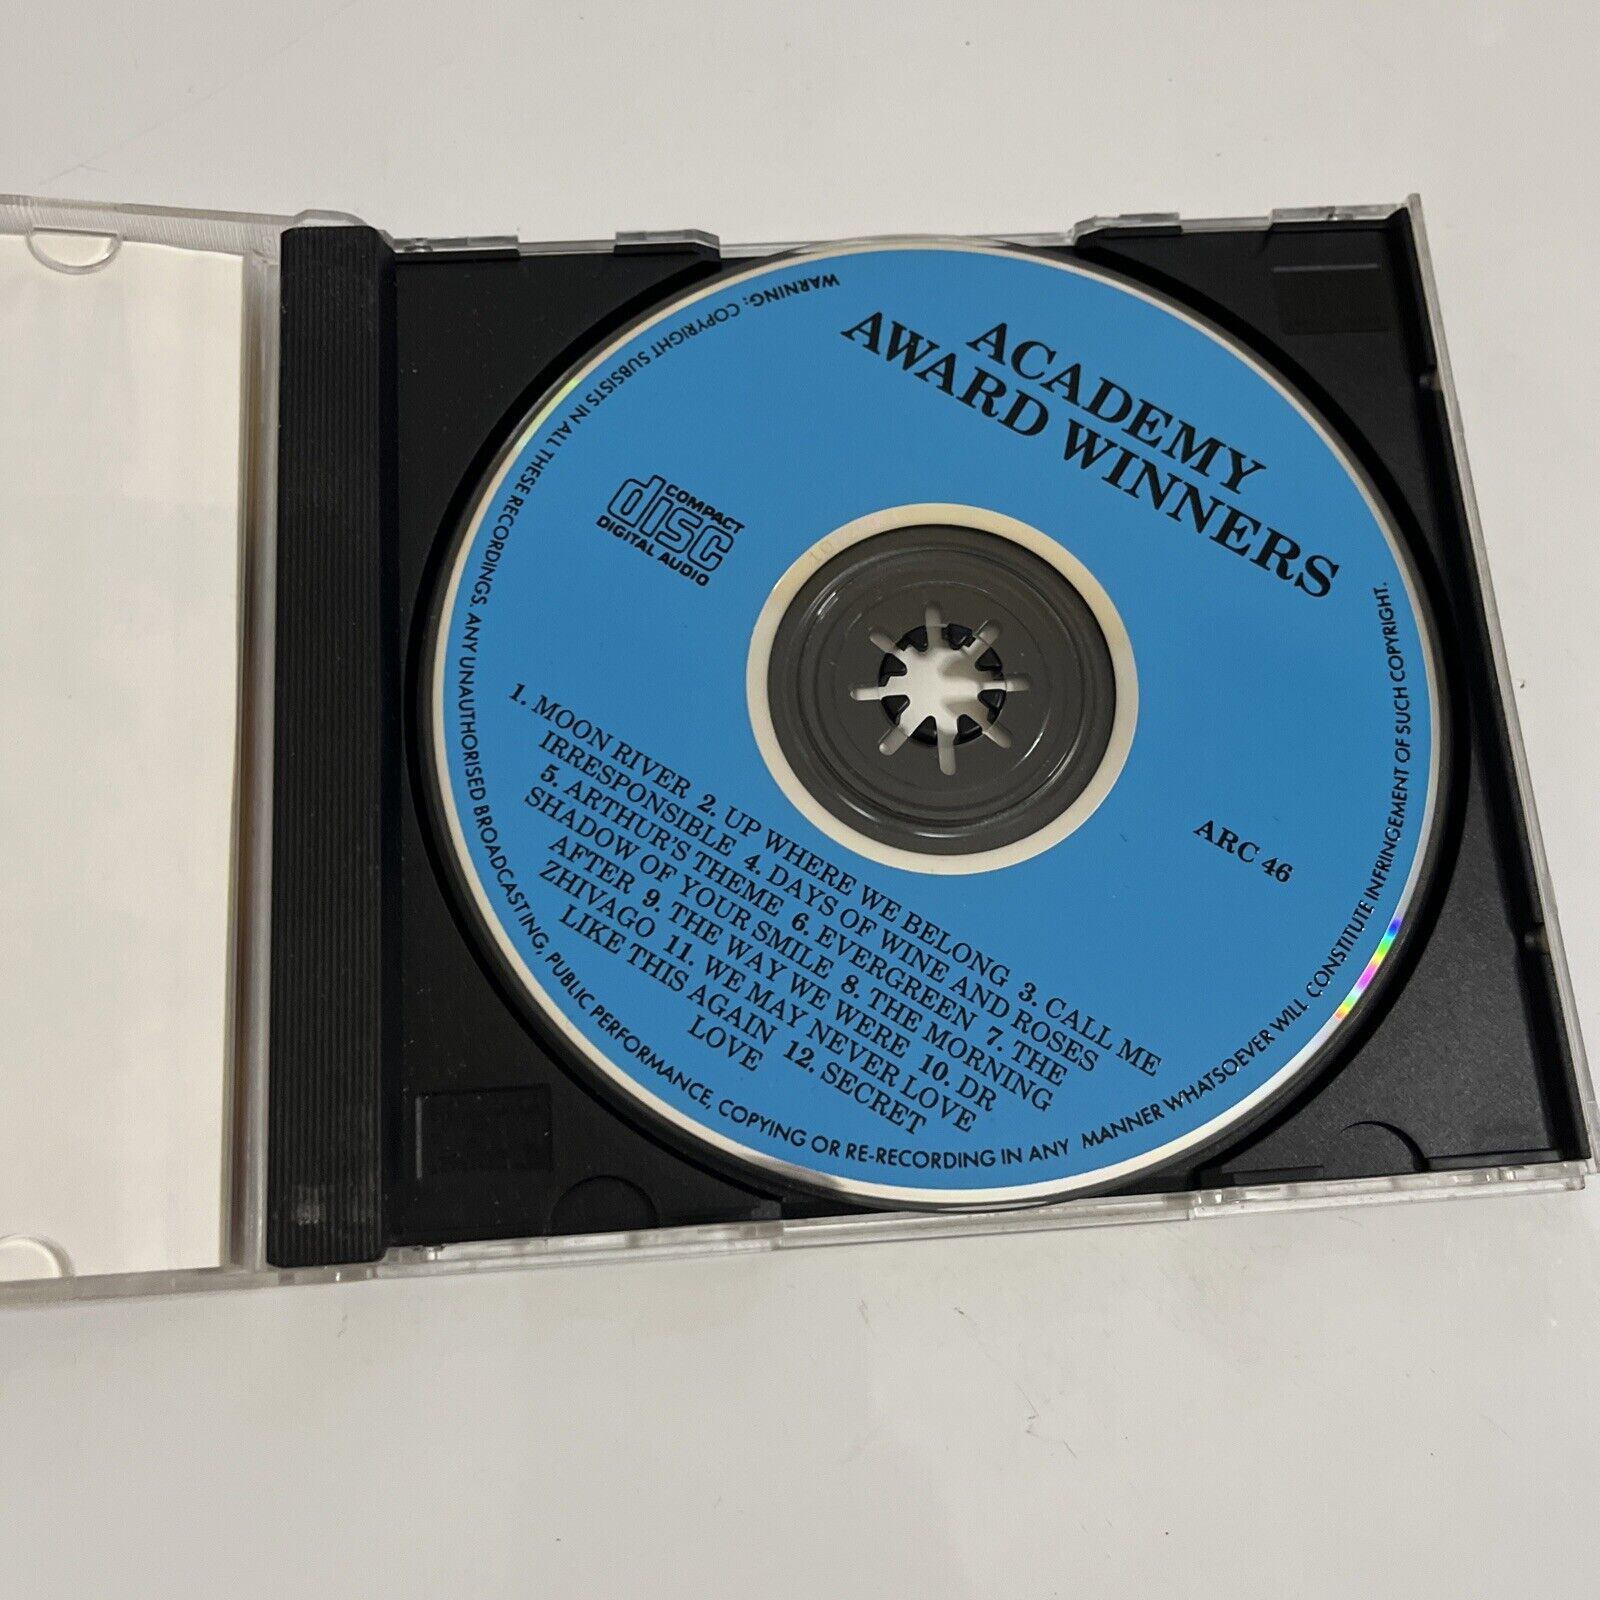 ACADEMY
AWARD WINNERS
COMPACT
disc
DIGITAL AUDIO
ARC 46
1. MOON RIVER 2. UP WHERE WE BELONG 3. CALL ME
IRRESPONSIBLE 4. DAYS OF WINE AND ROSES
5. ARTHUR'S THEME 6. EVERGREEN 7. THE
SHADOW OF YOUR SMILE 8. THE MORNING
AFTER 9. THE WAY WE WERE 10. DR
ZHIVAGO 11. WE MAY NEVER LOVE
LIKE THIS AGAIN 12. SECRET
LOVE
WARNING: COPYRIGHT SUBSISTS IN ALL THESE RECORDINGS. ANY UNAUTHORISED BROADCASTING, PUBLIC PERFORMANCE, COPYING OR RE-RECORDING IN ANY MANNER WHATSOEVER WILL CONSTITUTE INFRINGEMENT OF SUCH COPYRIGHT.